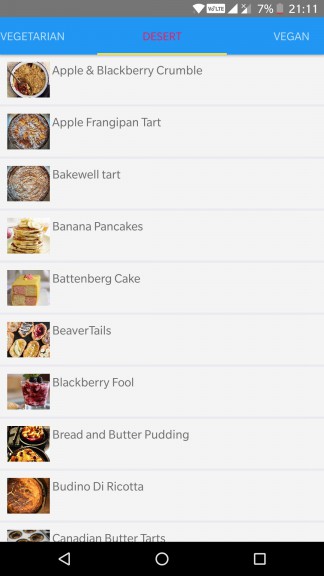 VoLTE 7% 21:11
VEGETARIAN DESERT VEGAN
Apple & Blackberry Crumble
Apple Frangipan Tart
Bakewell tart
Banana Pancakes
Battenberg Cake
BeaverTails
Blackberry Fool
Bread and Butter Pudding
Budino Di Ricotta
Canadian Butter Tarts